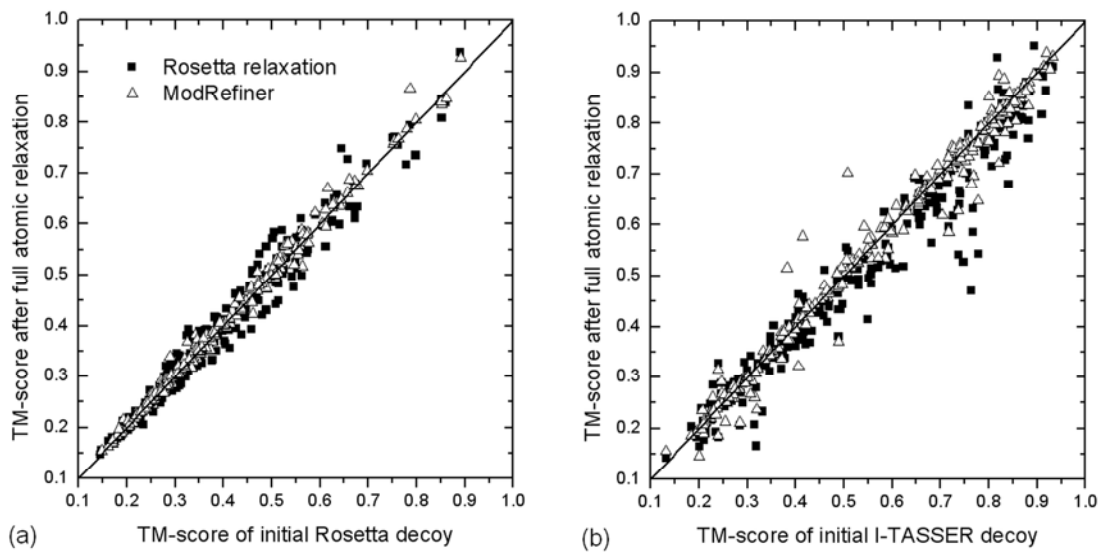 TM-score after full atomic relaxation
1.0
0.9
0.8
0.7
0.6
0.5
0.4
0.3
0.2
0.1
Rosetta relaxation
ModRefiner
0.1 0.2 0.3 0.4 0.5 0.6 0.7 0.8 0.9 1.0
(a) TM-score of initial Rosetta decoy
TM-score after full atomic relaxation
1.0
0.9
0.8
0.7
0.6
0.5
0.4
0.3
0.2
0.1
0.1 0.2 0.3 0.4 0.5 0.6 0.7 0.8 0.9 1.0
(b) TM-score of initial I-TASSER decoy